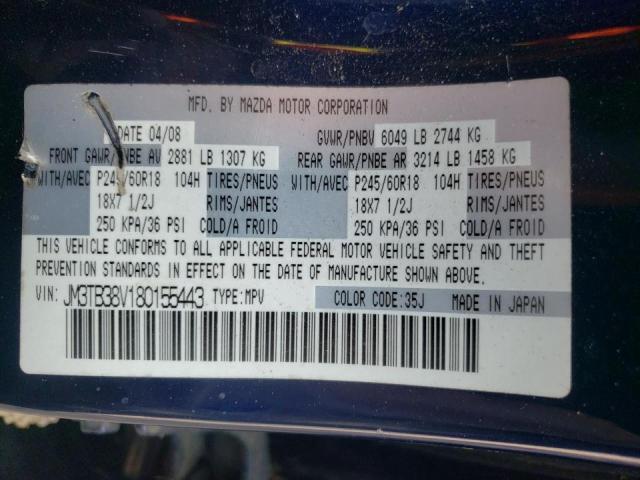 MFD. BY MAZDA MOTOR CORPORATION
DATE 04/08 GVWR/PNBV 6049 LB 2744 KG
FRONT GAWR/PNBE AV 2881 LB 1307 KG REAR GAWR/PNBE AR 3214 LB 1458 KG
WITH/AVEC P245/60R18 104H TIRES/PNEUS WITH/AVEC P245/60R18 104H TIRES/PNEUS
18X7 1/2J RIMS/JANTES 18X7 1/2J RIMS/JANTES
250 KPA/36 PSI COLD/A FROID 250 KPA/36 PSI COLD/A FROID
THIS VEHICLE CONFORMS TO ALL APPLICABLE FEDERAL MOTOR VEHICLE SAFETY AND THEFT
PREVENTION STANDARDS IN EFFECT ON THE DATE OF MANUFACTURE SHOWN ABOVE.
VIN: JM3TB38V180155443 TYPE:MPV COLOR CODE:35J MADE IN JAPAN